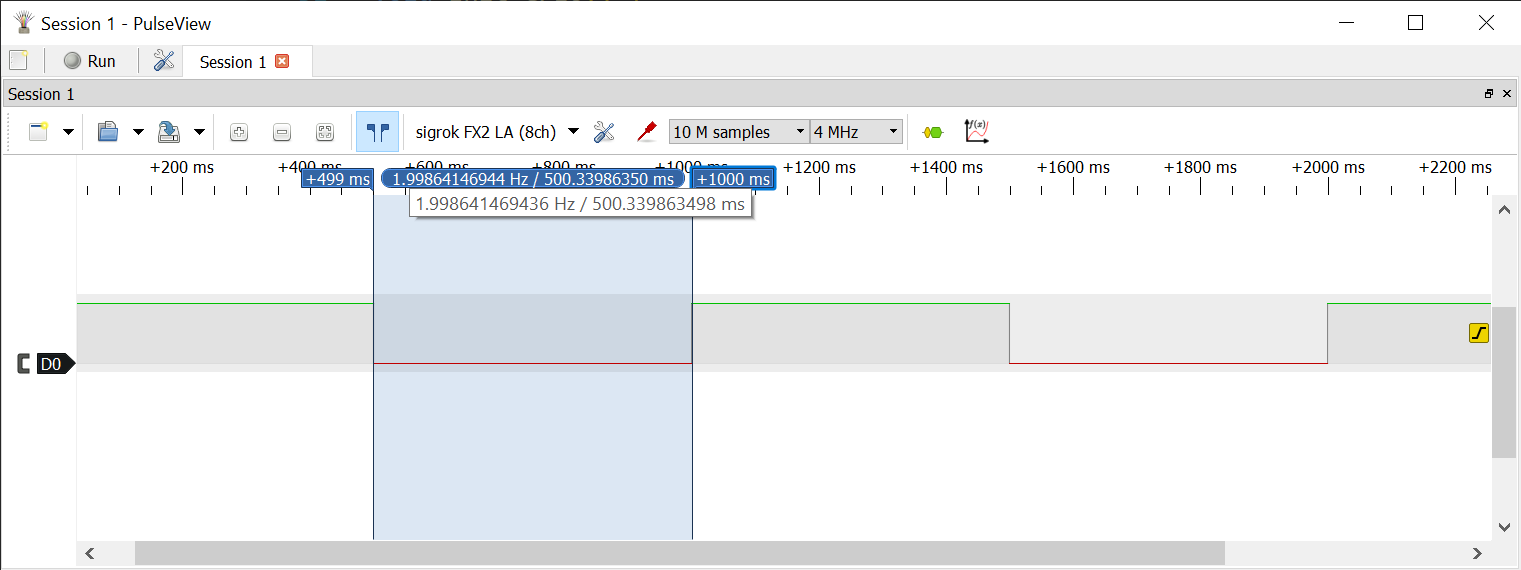 Session 1 - PulseView
Run
Session 1
Session 1
sigrok FX2 LA (8ch)
10 M samples
4 MHz
+200 ms +400 ms +600 ms +800 ms +1000 ms +1200 ms +1400 ms +1600 ms +1800 ms +2000 ms +2200 ms
+499 ms 1.99864146944 Hz / 500.33986350 ms +1000 ms
1.998641469436 Hz / 500.339863498 ms
D0